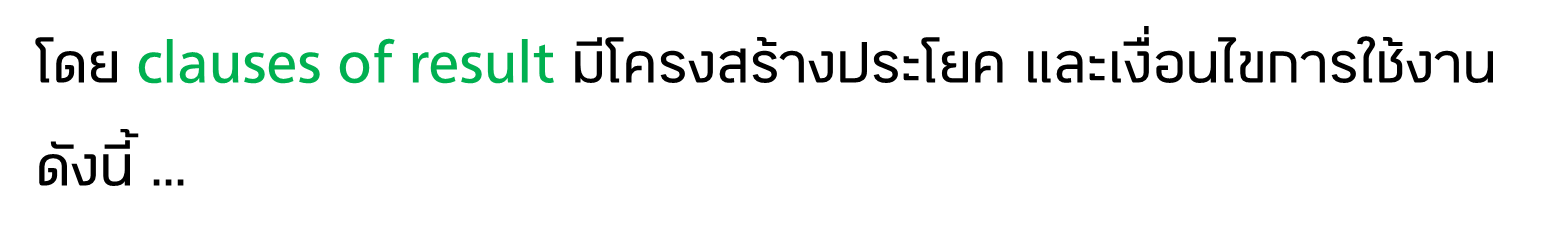 โดย clauses of result มีโครงสร้างประโยค และเงื่อนไขการใช้งาน
ดังนี้ ...